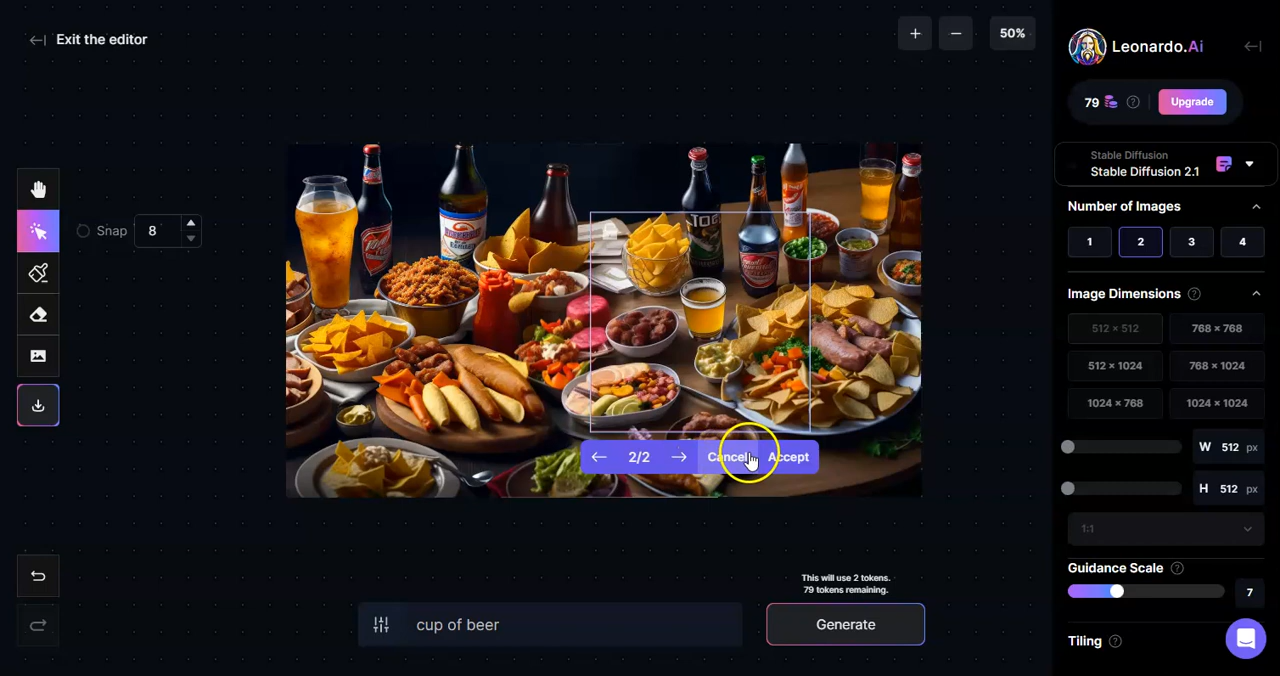 Exit the editor
50%
Leonardo.Ai
79
Upgrade
Stable Diffusion
Stable Diffusion 2.1
Number of Images
1 2 3 4
Snap 8
Image Dimensions
512 × 512 768 × 768
512 × 1024 768 × 1024
1024 × 768 1024 × 1024
W 512 px
H 512 px
1:1
2/2 Cancel Accept
Guidance Scale
7
This will use 2 tokens.
79 tokens remaining.
cup of beer
Generate
Tiling